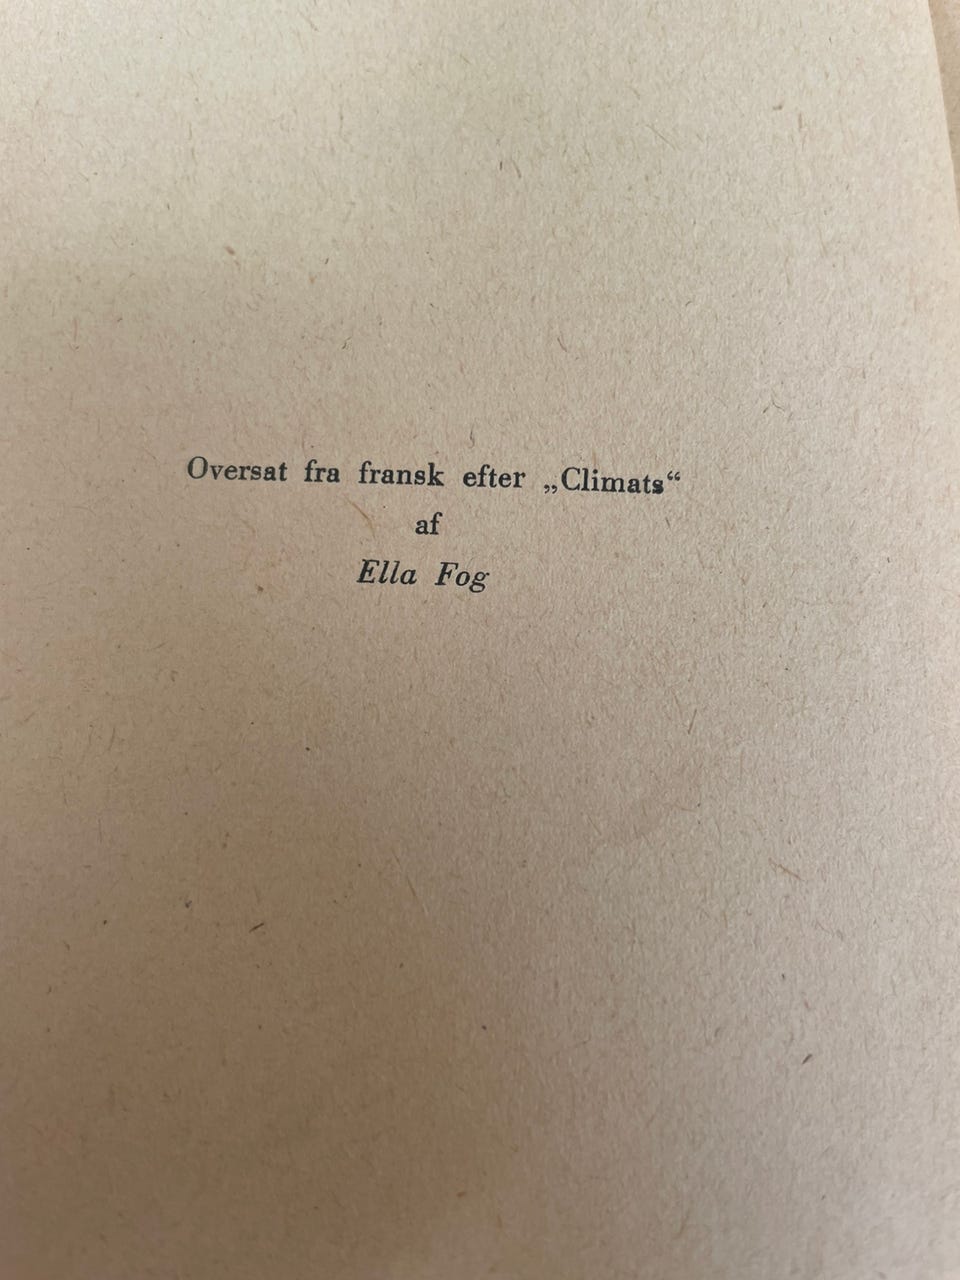 Oversat fra fransk efter „Climats“
af
Ella Fog